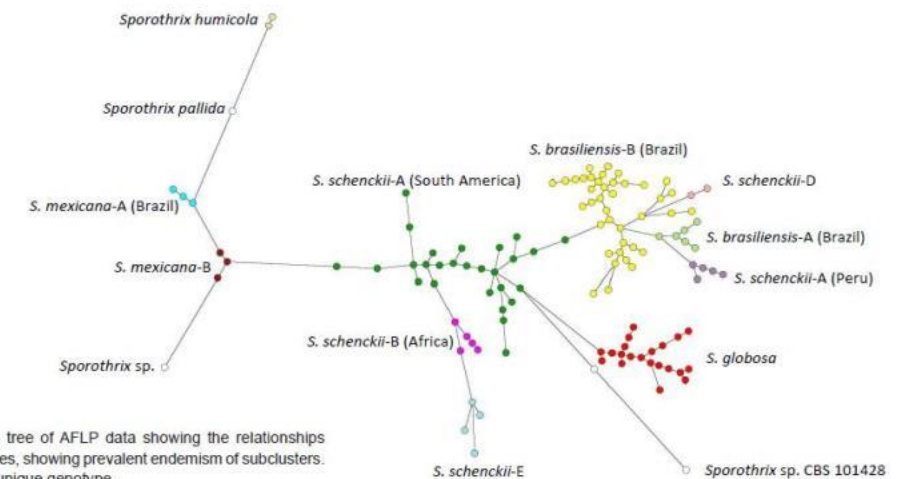 Sporothrix humicola
Sporothrix pallida
S. brasiliensis-B (Brazil)
S. schenckii-A (South America)
S. schenckii-D
S. mexicana-A (Brazil)
S. brasiliensis-A (Brazil)
S. mexicana-B
S. schenckii-A (Peru)
S. schenckii-B (Africa)
S. globosa
Sporothrix sp.
tree of AFLP data showing the relationships
es, showing prevalent endemism of subclusters.
unique genotype
S. schenckii-E
Sporothrix sp. CBS 101428